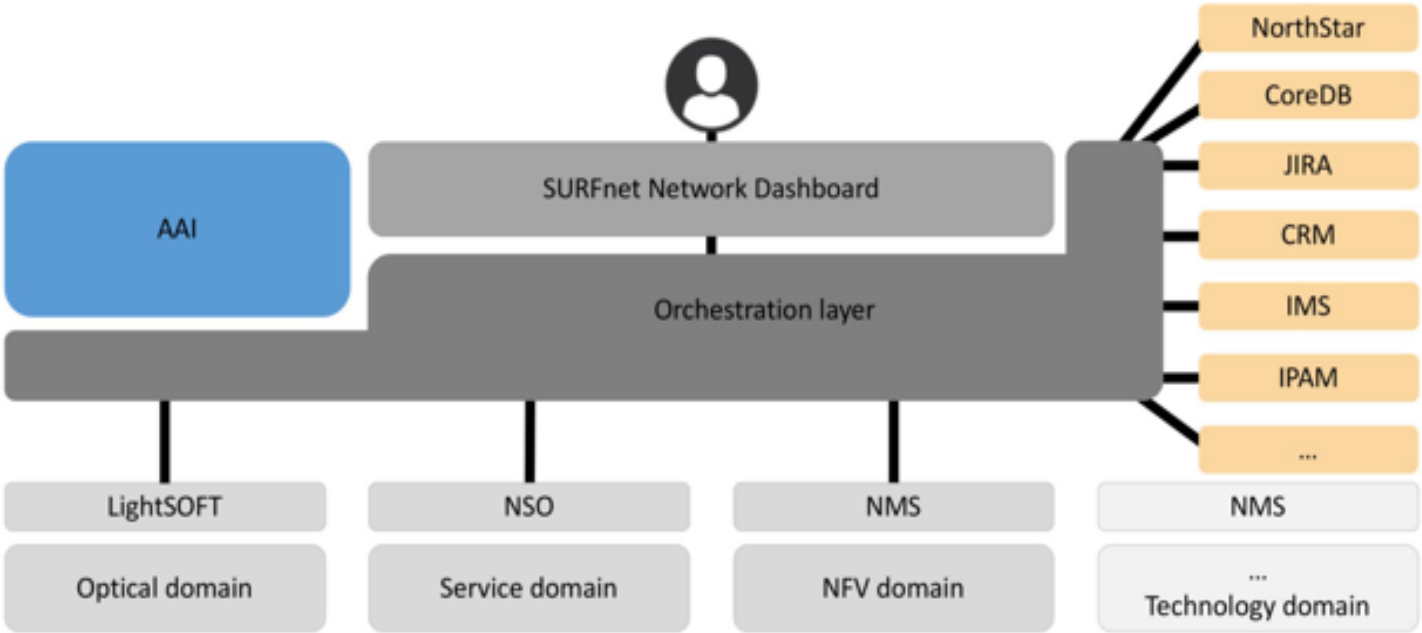 NorthStar
CoreDB
JIRA
CRM
IMS
IPAM
...
AAI
SURFnet Network Dashboard
Orchestration layer
LightSOFT
NSO
NMS
NMS
Optical domain
Service domain
NFV domain
...
Technology domain